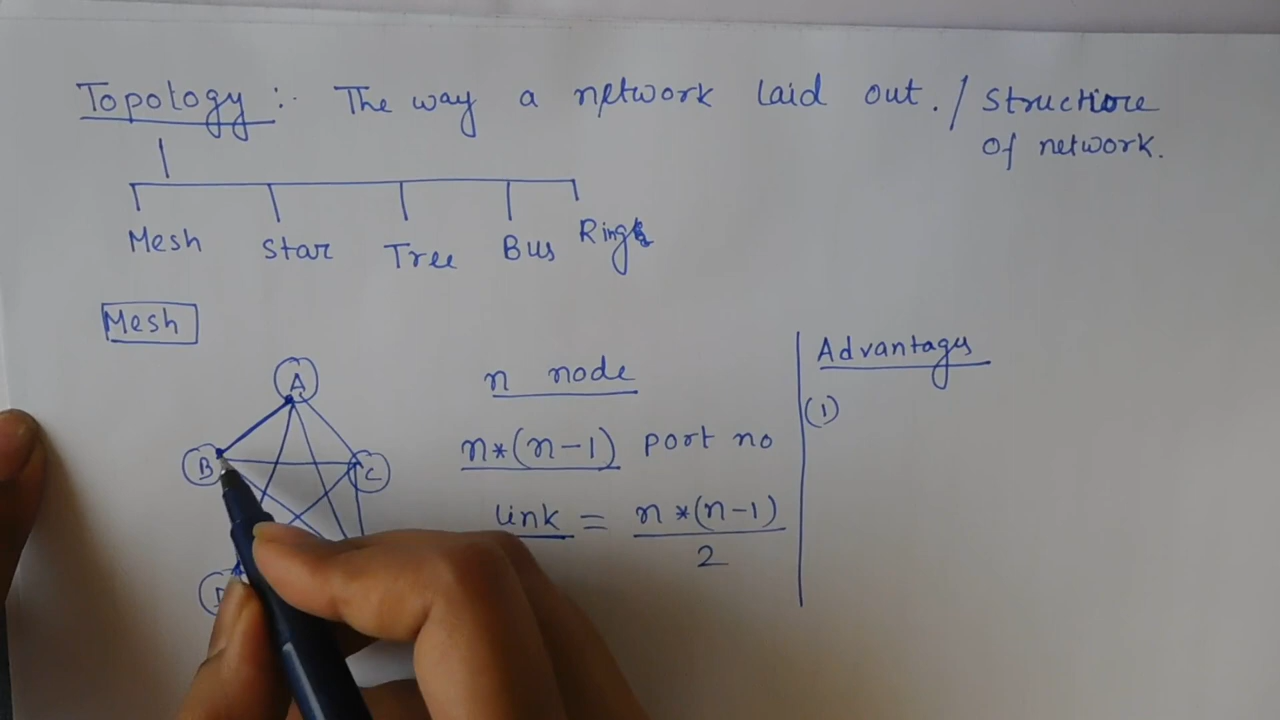 Topology :- The way a network laid out. / Structure
of network.
Mesh Star Tree Bus Ring
Mesh
A
B
C
D
n node
n*(n-1) port no
link = n*(n-1)
2
Advantages
(1)